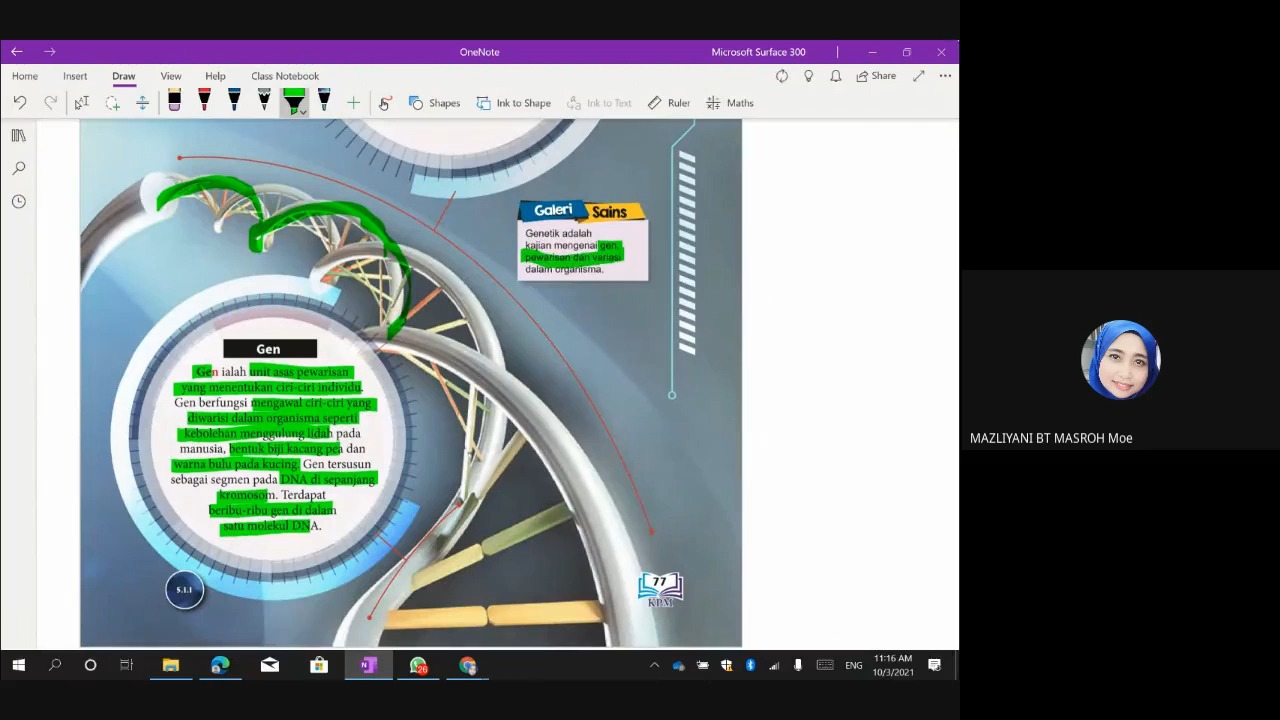 OneNote
Microsoft Surface 300
Home Insert Draw View Help Class Notebook
Share
Shapes Ink to Shape Ink to Text Ruler Maths
Galeri Sains
Genetik adalah
kajian mengenai gen,
pewarisan dan variasi
dalam organisma.
Gen
Gen ialah unit asas pewarisan
yang menentukan ciri-ciri individu.
Gen berfungsi mengawal ciri-ciri yang
diwarisi dalam organisma seperti
kebolehan menggulung lidah pada
manusia, bentuk biji kacang pea dan
warna bulu pada kucing. Gen tersusun
sebagai segmen pada DNA di sepanjang
kromosom. Terdapat
beribu-ribu gen di dalam
satu molekul DNA.
5.1.1
77
KPM
MAZLIYANI BT MASROH Moe
26
ENG
11:16 AM
10/3/2021